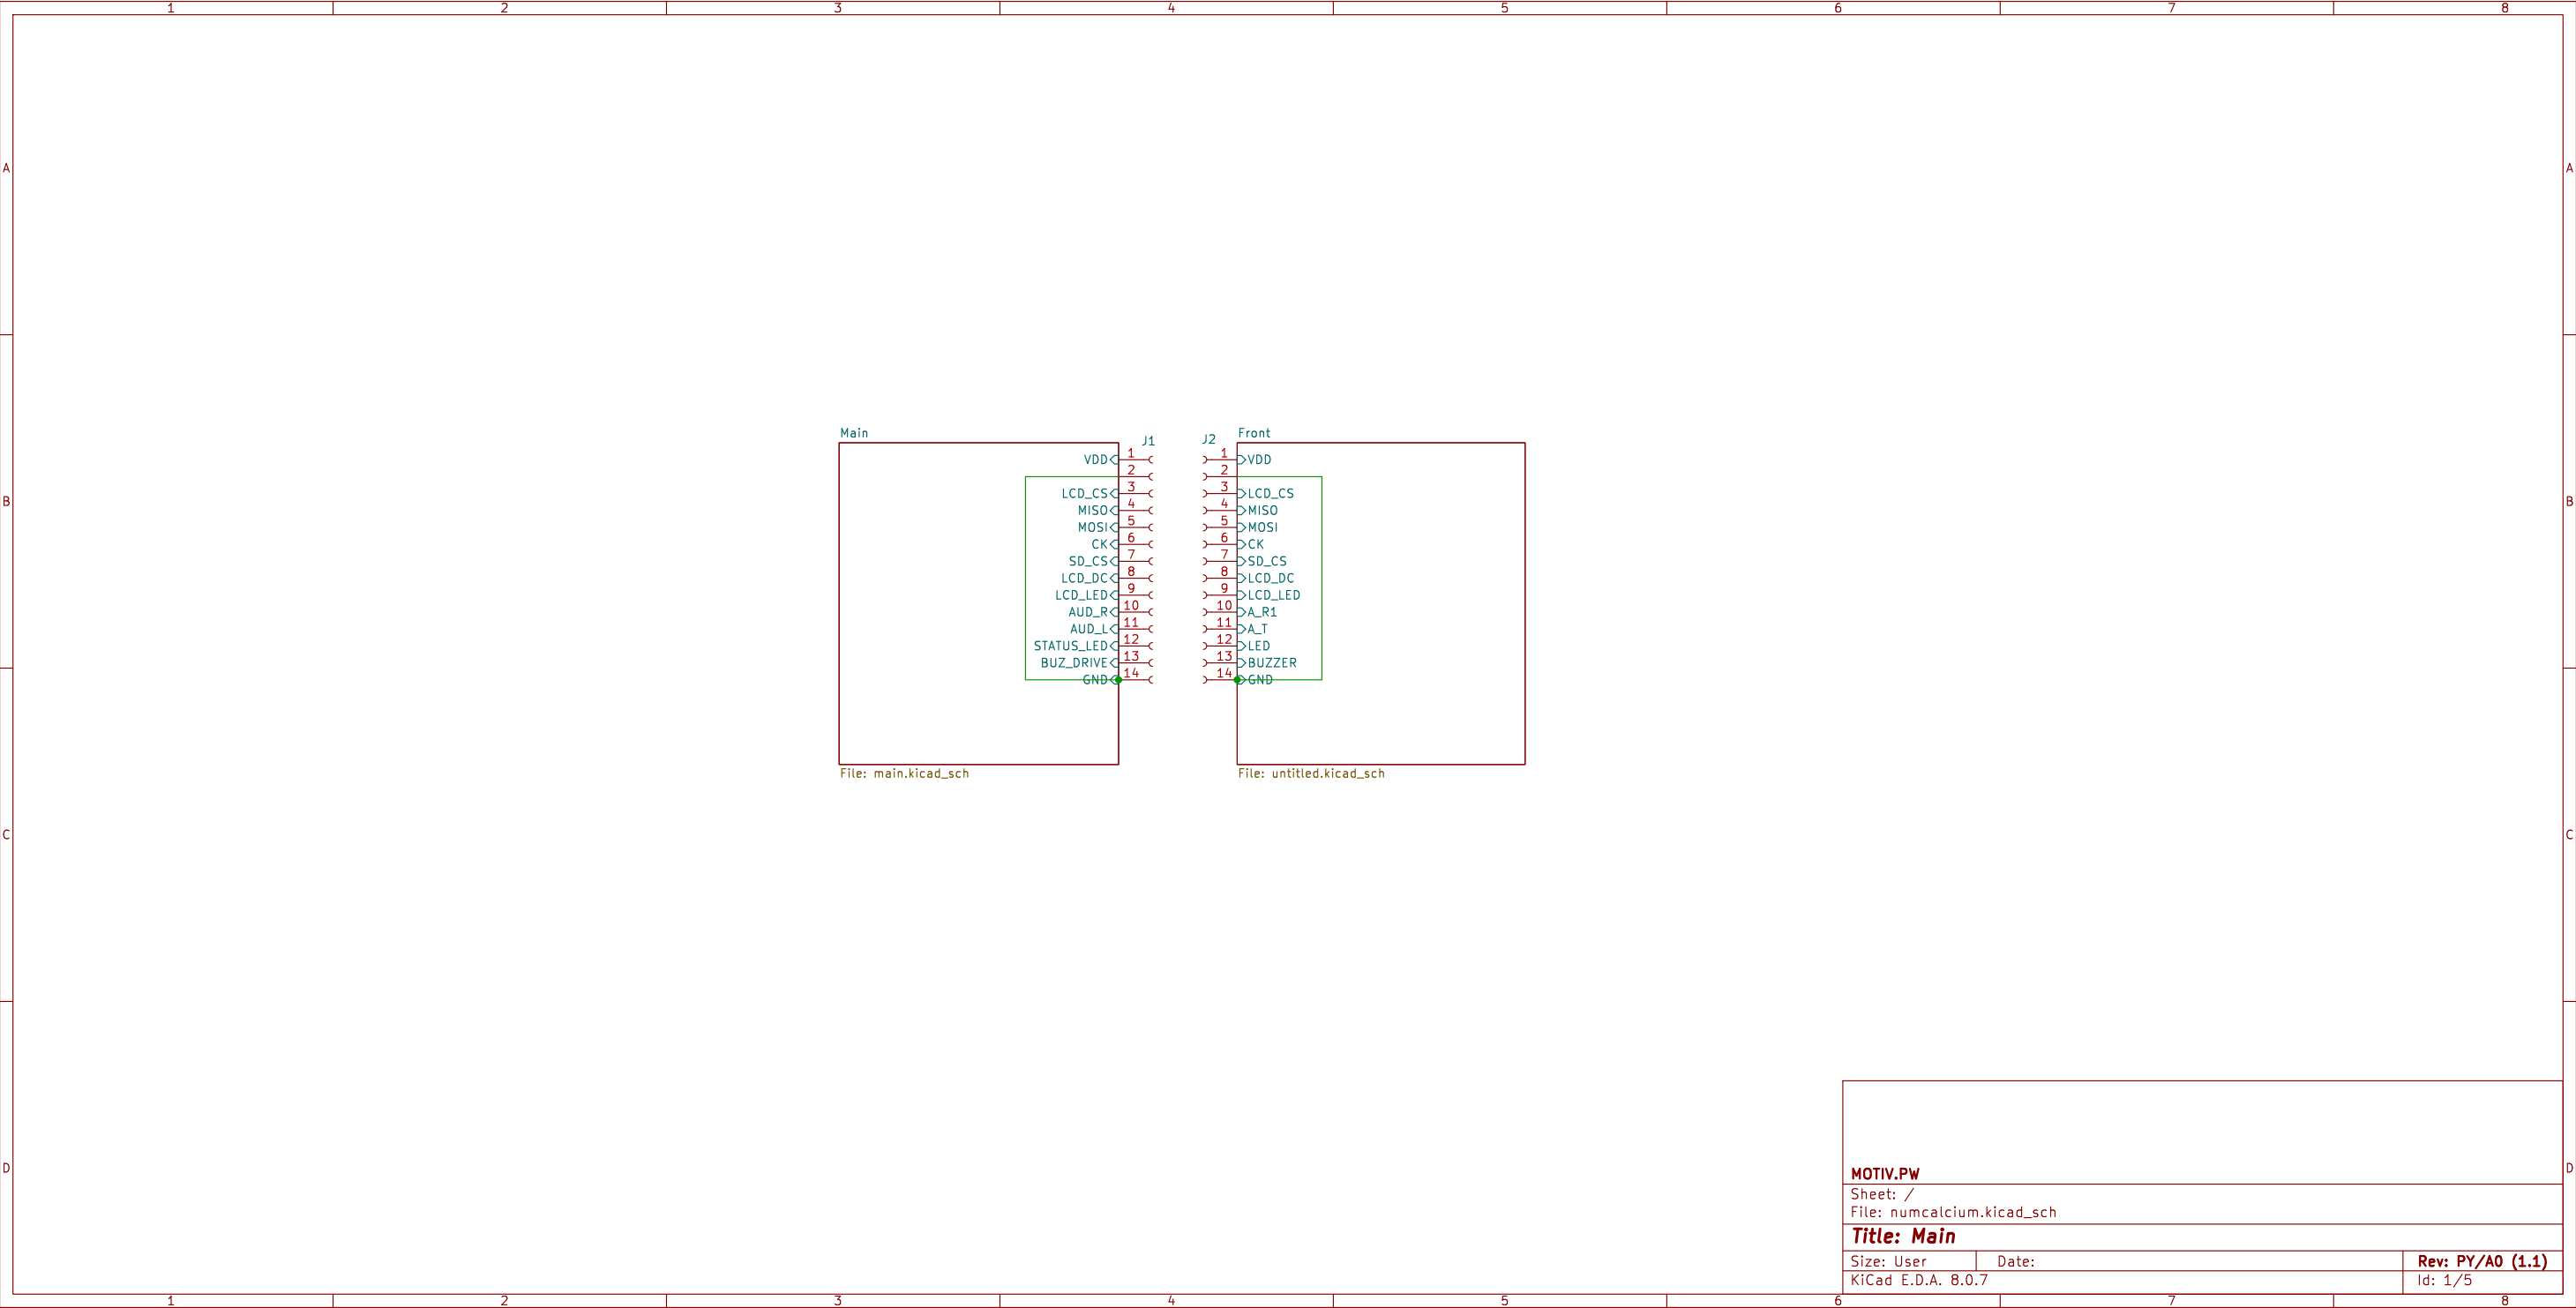 1 2 3 4 5 6 7 8
A A
Main J1 J2 Front
VDD 1 1 VDD
2 2
B LCD_CS 3 3 LCD_CS B
MISO 4 4 MISO
MOSI 5 5 MOSI
CK 6 6 CK
SD_CS 7 7 SD_CS
LCD_DC 8 8 LCD_DC
LCD_LED 9 9 LCD_LED
AUD_R 10 10 A_R1
AUD_L 11 11 A_T
STATUS_LED 12 12 LED
BUZ_DRIVE 13 13 BUZZER
GND 14 14 GND
File: main.kicad_sch File: untitled.kicad_sch
C C
D D
MOTIV.PW
Sheet: /
File: numcalcium.kicad_sch
Title: Main
Size: User Date: Rev: PY/A0 (1.1)
KiCad E.D.A. 8.0.7 Id: 1/5
1 2 3 4 5 6 7 8